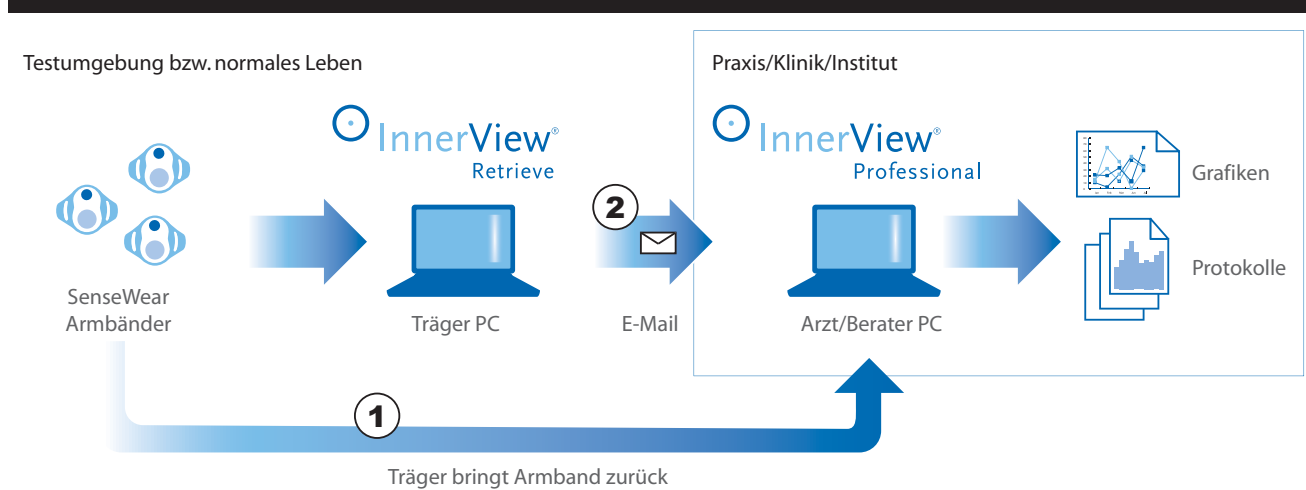 Testumgebung bzw. normales Leben
Praxis/Klinik/Institut
InnerView®
Retrieve
InnerView®
Professional
Grafiken
2
Protokolle
SenseWear
Armbänder
Träger PC
E-Mail
Arzt/Berater PC
1
Träger bringt Armband zurück